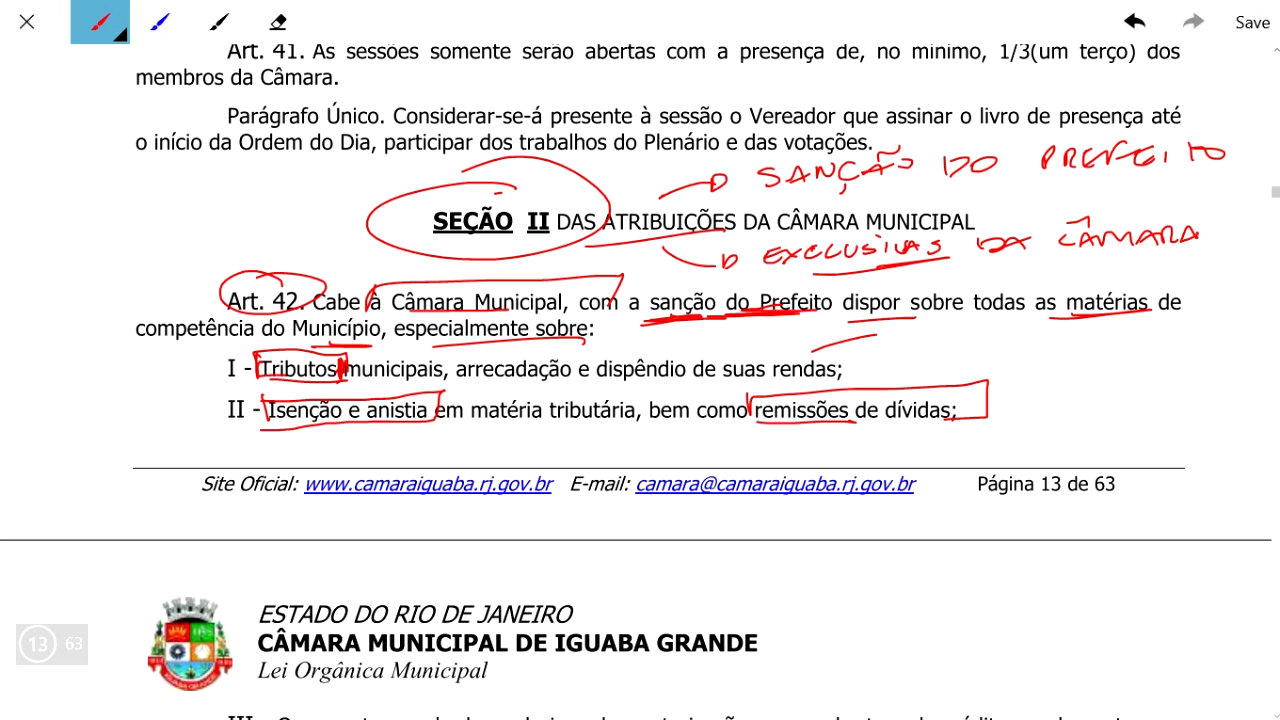 Save
Art. 41. As sessões somente serão abertas com a presença de, no mínimo, 1/3(um terço) dos
membros da Câmara.
Parágrafo Único. Considerar-se-á presente à sessão o Vereador que assinar o livro de presença até
o início da Ordem do Dia, participar dos trabalhos do Plenário e das votações.
SANÇÃO DO PREFEITO
SEÇÃO II DAS ATRIBUIÇÕES DA CÂMARA MUNICIPAL
EXCLUSIVAS DA CÂMARA
Art. 42. Cabe à Câmara Municipal, com a sanção do Prefeito dispor sobre todas as matérias de
competência do Município, especialmente sobre:
I - Tributos municipais, arrecadação e dispêndio de suas rendas;
II - Isenção e anistia em matéria tributária, bem como remissões de dívidas;
Site Oficial: www.camaraiguaba.rj.gov.br E-mail: camara@camaraiguaba.rj.gov.br Página 13 de 63
ESTADO DO RIO DE JANEIRO
CÂMARA MUNICIPAL DE IGUABA GRANDE
13 63
Lei Orgânica Municipal